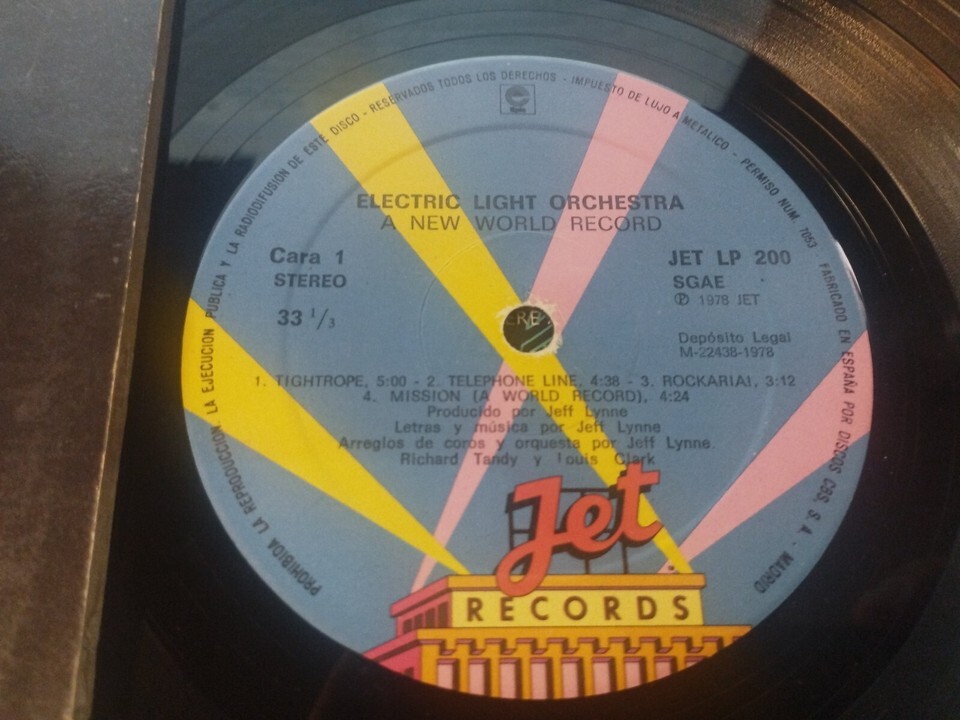 PROHIBIDA LA REPRODUCCION, LA EJECUCION PUBLICA Y LA RADIODIFUSION DE ESTE DISCO - RESERVADOS TODOS LOS DERECHOS - IMPUESTO DE LUJO A METALICO - PERMISO NUM. 7053 FABRICADO EN ESPAÑA POR DISCOS CBS, S. A. - MADRID
ELECTRIC LIGHT ORCHESTRA
A NEW WORLD RECORD
Cara 1
STEREO
33 1/3
JET LP 200
SGAE
℗ 1978 JET
Depósito Legal
M-22438-1978
1. TIGHTROPE, 5:00 - 2. TELEPHONE LINE, 4:38 - 3. ROCKARIA!, 3:12
4. MISSION (A WORLD RECORD), 4:24
Producido por Jeff Lynne
Letras y música por Jeff Lynne
Arreglos de coros y orquesta por Jeff Lynne.
Richard Tandy y Louis Clark
Jet
RECORDS